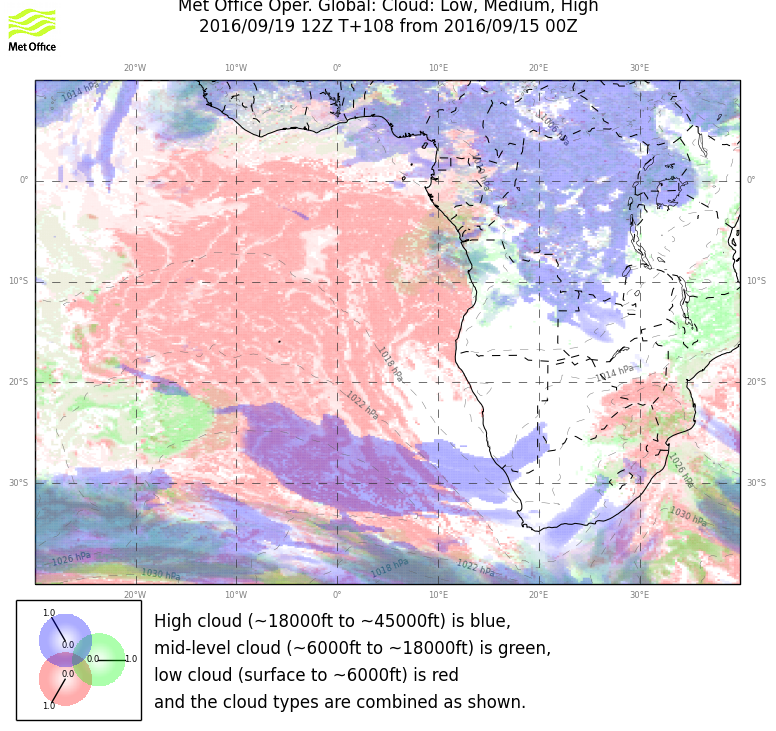 Met Office Oper. Global: Cloud: Low, Medium, High
2016/09/19 12Z T+108 from 2016/09/15 00Z
Met Office
20°W 10°W 0° 10°E 20°E 30°E
1014 hPa
1006 hPa
0° 0°
10°S 10°S
1018 hPa
1014 hPa
20°S 20°S
1022 hPa
1026 hPa
30°S 30°S
1030 hPa
1026 hPa
1030 hPa
1018 hPa
1022 hPa
20°W 10°W 0° 10°E 20°E 30°E
1.0
0.0
0.0
1.0
0.0
1.0
High cloud (~18000ft to ~45000ft) is blue,
mid-level cloud (~6000ft to ~18000ft) is green,
low cloud (surface to ~6000ft) is red
and the cloud types are combined as shown.